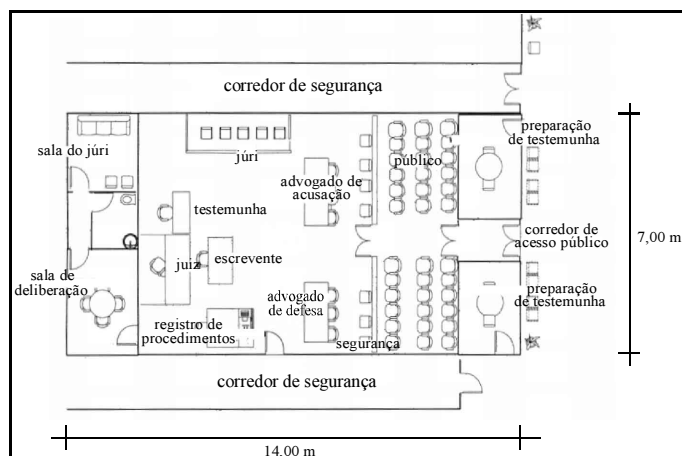 corredor de segurança
sala do júri
júri
público
preparação
de testemunha
advogado de
acusação
testemunha
corredor de
acesso público
7,00 m
juiz
escrevente
sala de
deliberação
advogado
de defesa
preparação
de testemunha
registro de
procedimentos
segurança
corredor de segurança
14,00 m